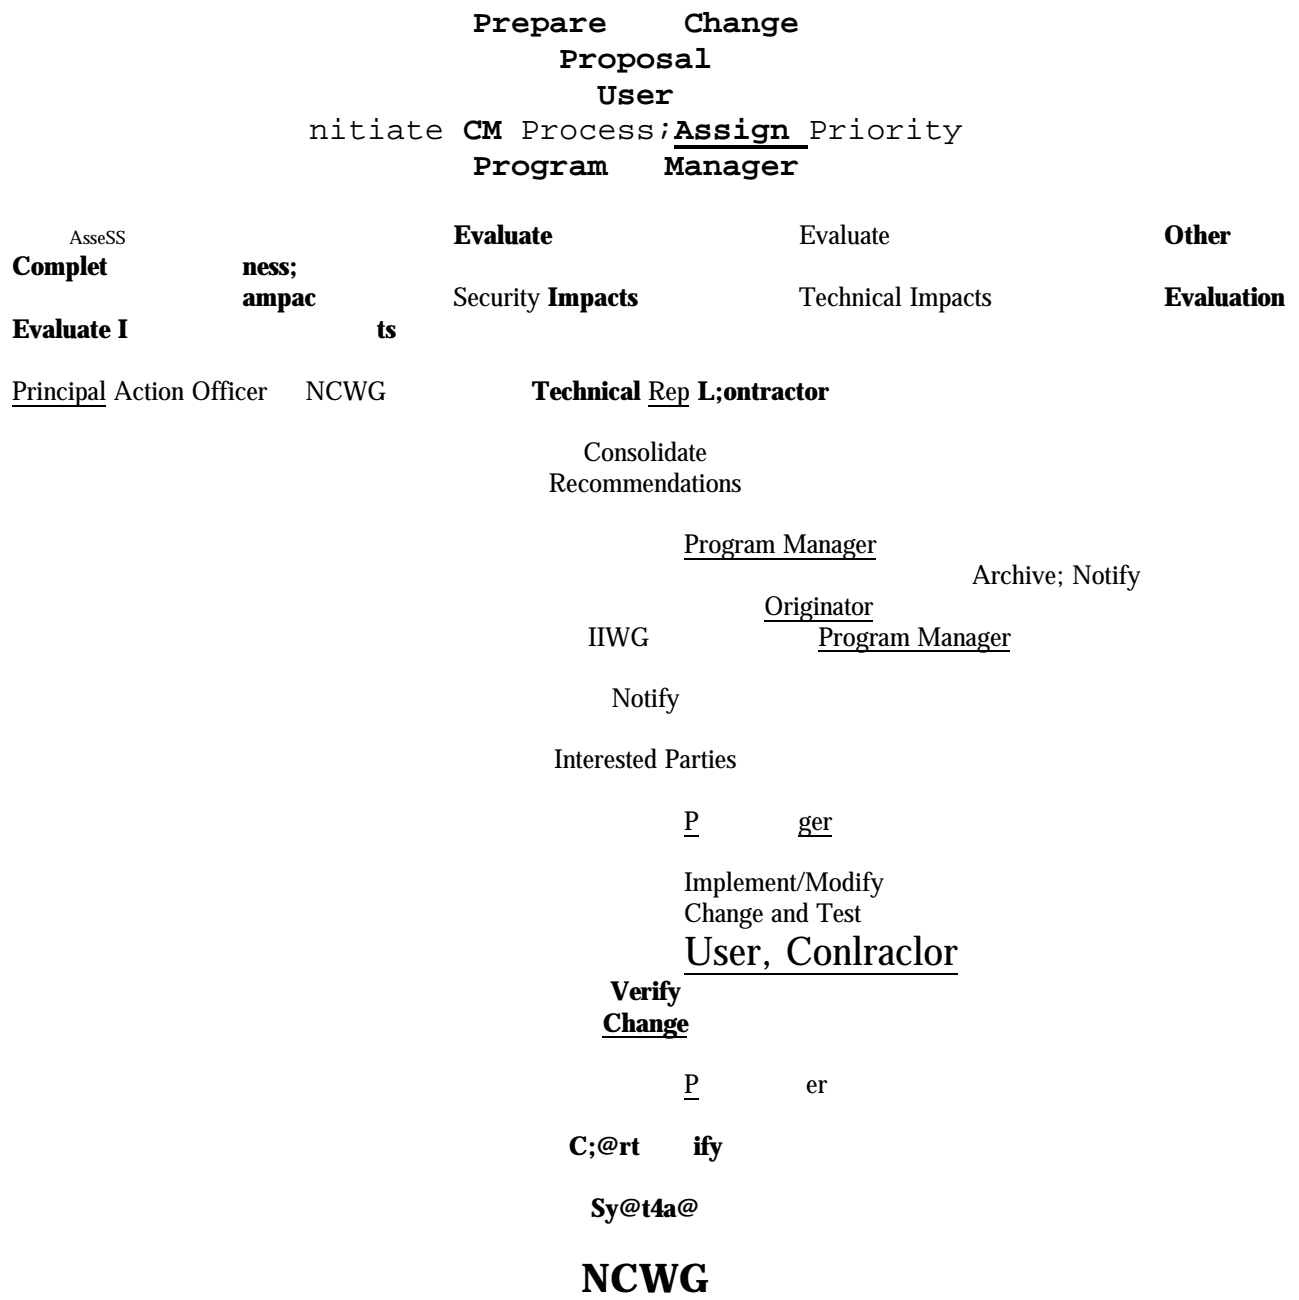 Prepare Change
Proposal
User
nitiate CM Process;Assign Priority
Program Manager
AsseSS Evaluate Evaluate Other
Complet ness;
ampac Security Impacts Technical Impacts Evaluation
Evaluate I ts
Principal Action Officer NCWG Technical Rep L;ontractor
Consolidate
Recommendations
Program Manager
Archive; Notify
Originator
IIWG Program Manager
Notify
Interested Parties
P ger
Implement/Modify
Change and Test
User, Conlraclor
Verify
Change
P er
C;@rt ify
Sy@t4a@
NCWG